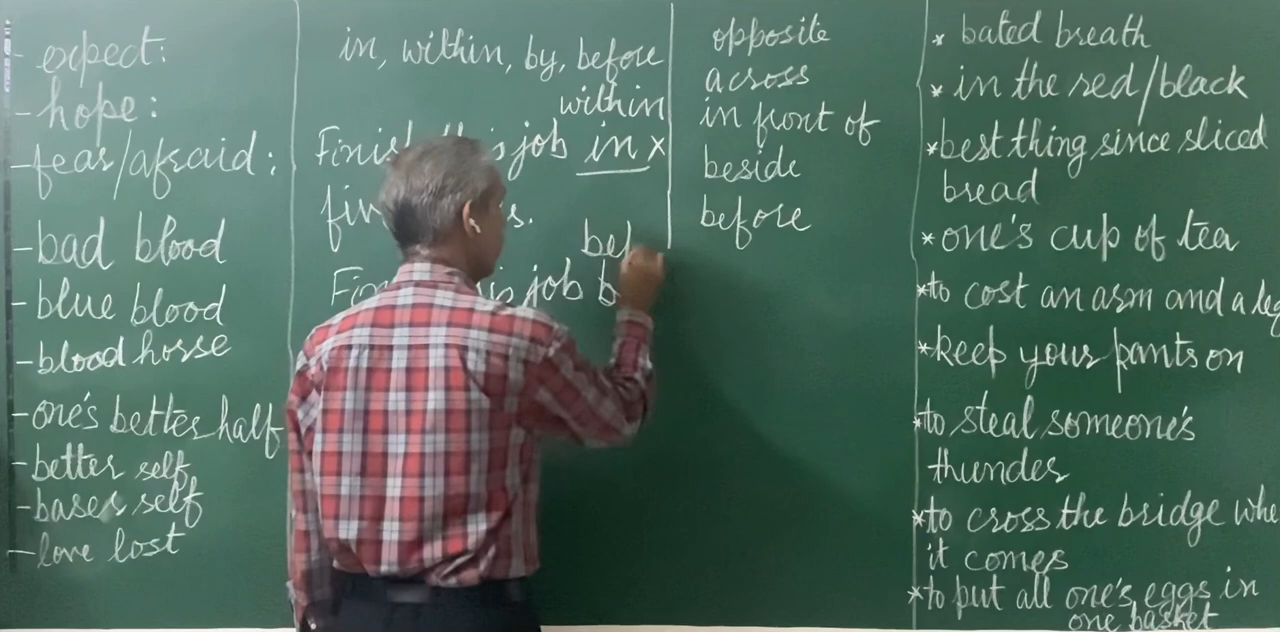 - expect:
- hope:
- fear/afraid:
- bad blood
- blue blood
- blood horse
- one's better half
- better self
- baser self
- love lost
in, within, by, before
within
job in x
job
opposite
across
in front of
beside
before
* bated breath
* in the red/black
* best thing since sliced
bread
* one's cup of tea
* to cost an arm and a leg
* keep your pants on
* to steal someone's
thunder
* to cross the bridge
it comes
* to put all one's eggs in
one basket